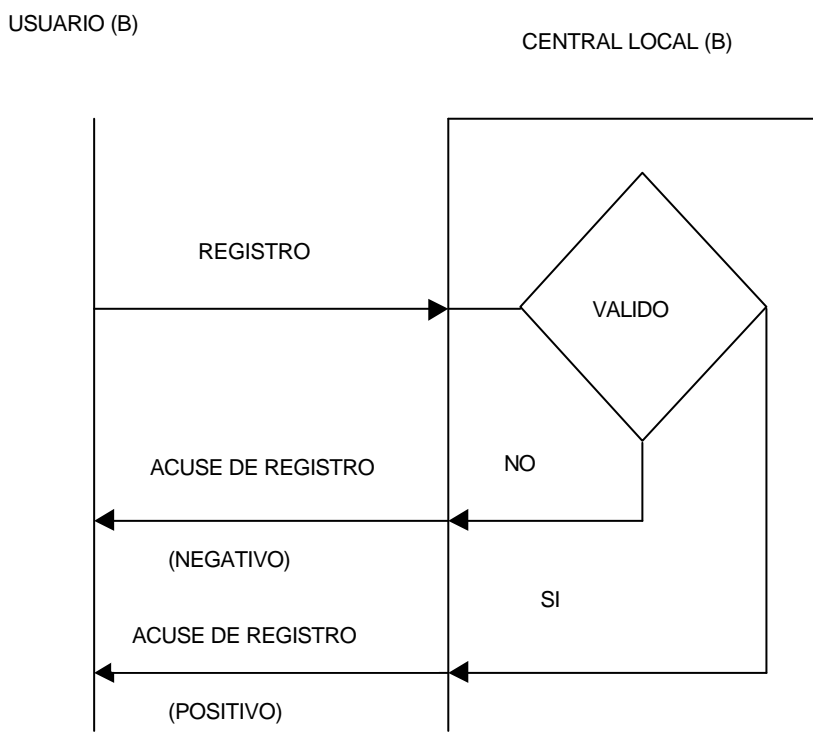 USUARIO (B)
CENTRAL LOCAL (B)
REGISTRO
VALIDO
ACUSE DE REGISTRO
NO
(NEGATIVO)
SI
ACUSE DE REGISTRO
(POSITIVO)